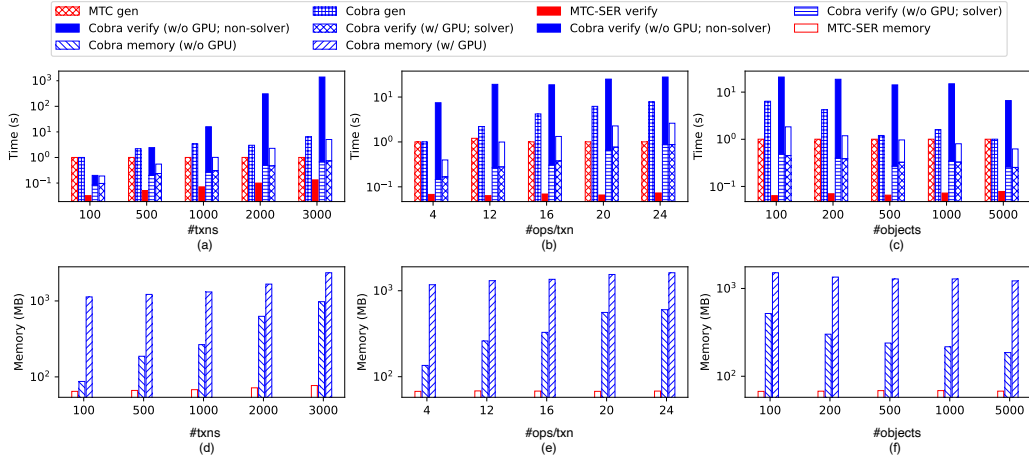 MTC gen
Cobra gen
MTC-SER verify
Cobra verify (w/o GPU; solver)
Cobra verify (w/o GPU; non-solver)
Cobra verify (w/ GPU; solver)
Cobra verify (w/o GPU; non-solver)
MTC-SER memory
Cobra memory (w/o GPU)
Cobra memory (w/ GPU)
Time (s)
10³
10²
10¹
10⁰
10⁻¹
100 500 1000 2000 3000
#txns
(a)
Time (s)
10¹
10⁰
10⁻¹
4 12 16 20 24
#ops/txn
(b)
Time (s)
10¹
10⁰
10⁻¹
100 200 500 1000 5000
#objects
(c)
Memory (MB)
10³
10²
100 500 1000 2000 3000
#txns
(d)
Memory (MB)
10³
10²
4 12 16 20 24
#ops/txn
(e)
Memory (MB)
10³
10²
100 200 500 1000 5000
#objects
(f)